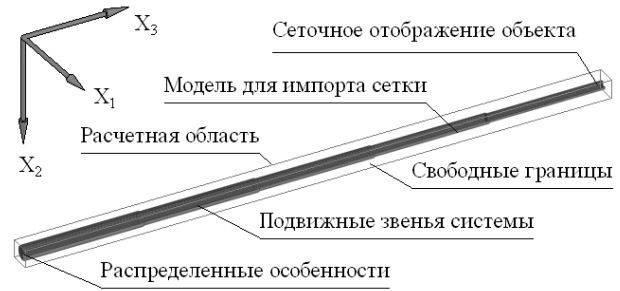 X3
Сеточное отображение объекта
Модель для импорта сетки
X1
Расчетная область
X2
Свободные границы
Подвижные звенья системы
Распределенные особенности